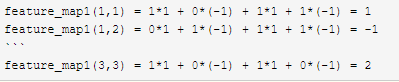 feature_map1(1,1) = 1*1 + 0*(-1) + 1*1 + 1*(-1) = 1
feature_map1(1,2) = 0*1 + 1*(-1) + 1*1 + 1*(-1) = -1
```
feature_map1(3,3) = 1*1 + 0*(-1) + 1*1 + 0*(-1) = 2